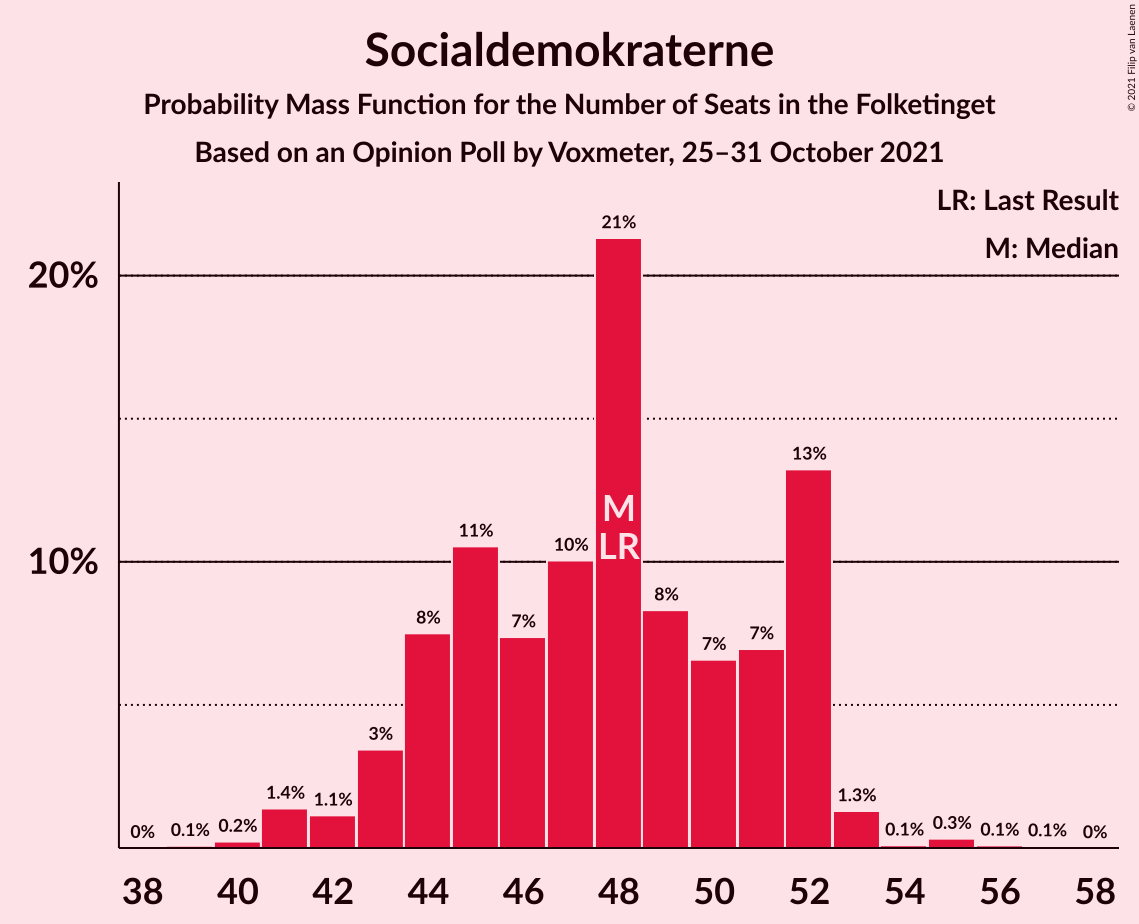 Socialdemokraterne
Probability Mass Function for the Number of Seats in the Folketinget
Based on an Opinion Poll by Voxmeter, 25–31 October 2021
© 2021 Filip van Laenen
LR: Last Result
M: Median
20%
10%
0%
0.1%
0.2%
1.4%
1.1%
3%
8%
11%
7%
10%
21%
8%
7%
7%
13%
1.3%
0.1%
0.3%
0.1%
0.1%
0%
M
LR
38 40 42 44 46 48 50 52 54 56 58